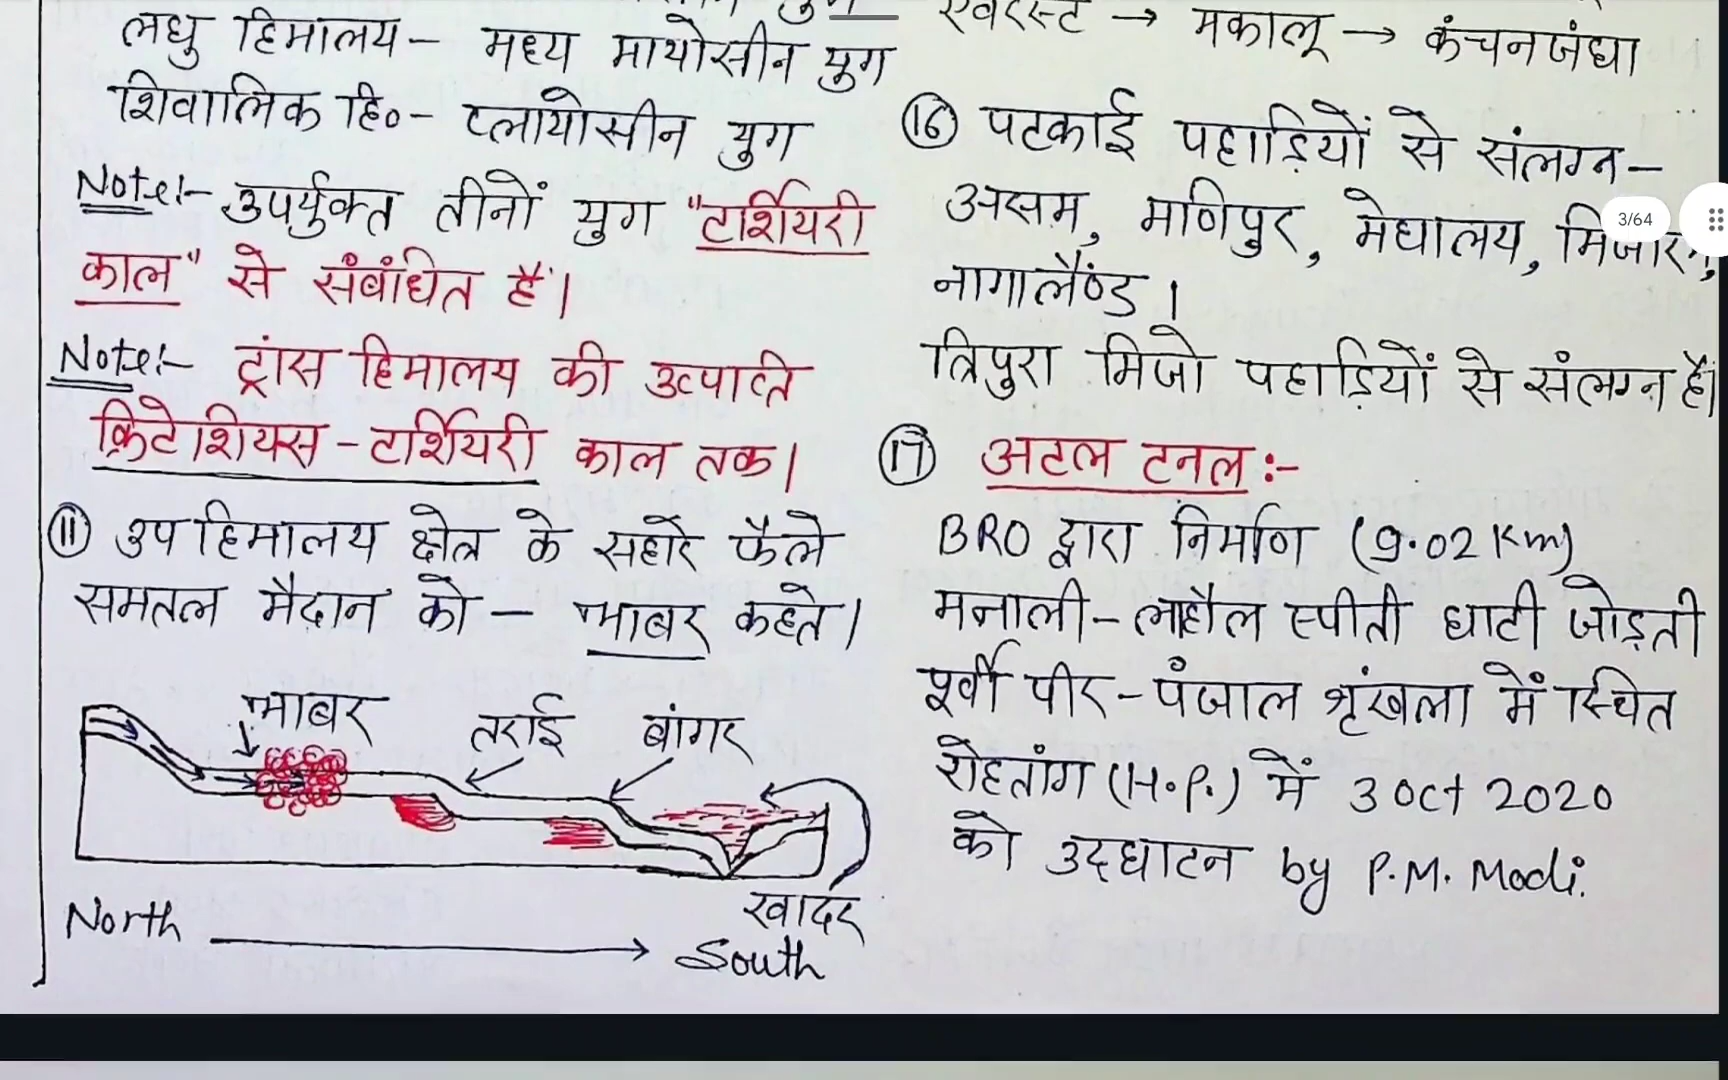 लघु हिमालय - मध्य मायोसीन युग
शिवालिक हि० - प्लायोसीन युग
Note:- उपर्युक्त तीनों युग "टर्शियरी
काल" से संबंधित हैं।
Note:- ट्रांस हिमालय की उत्पत्ति
क्रिटेशियस - टर्शियरी काल तक।
⑪ उप हिमालय क्षेत्र के सहारे फैले
समतल मैदान को - भाबर कहते।
भाबर तराई बांगर
खादर
North → South
एवरेस्ट → मकालू → कंचनजंघा
⑯ पटकाई पहाड़ियों से संलग्न -
असम, मणिपुर, मेघालय,
नागालैण्ड।
त्रिपुरा मिजो पहाड़ियों से संलग्न हैं।
⑰ अटल टनल :-
BRO द्वारा निर्माण (9.02 Km)
मनाली - लाहौल स्पीती घाटी जोड़ती
पूर्वी पीर - पंजाल श्रृंखला में स्थित
रोहतांग (H.P.) में 3 Oct 2020
को उद्घाटन by P.M. Modi.
3/64